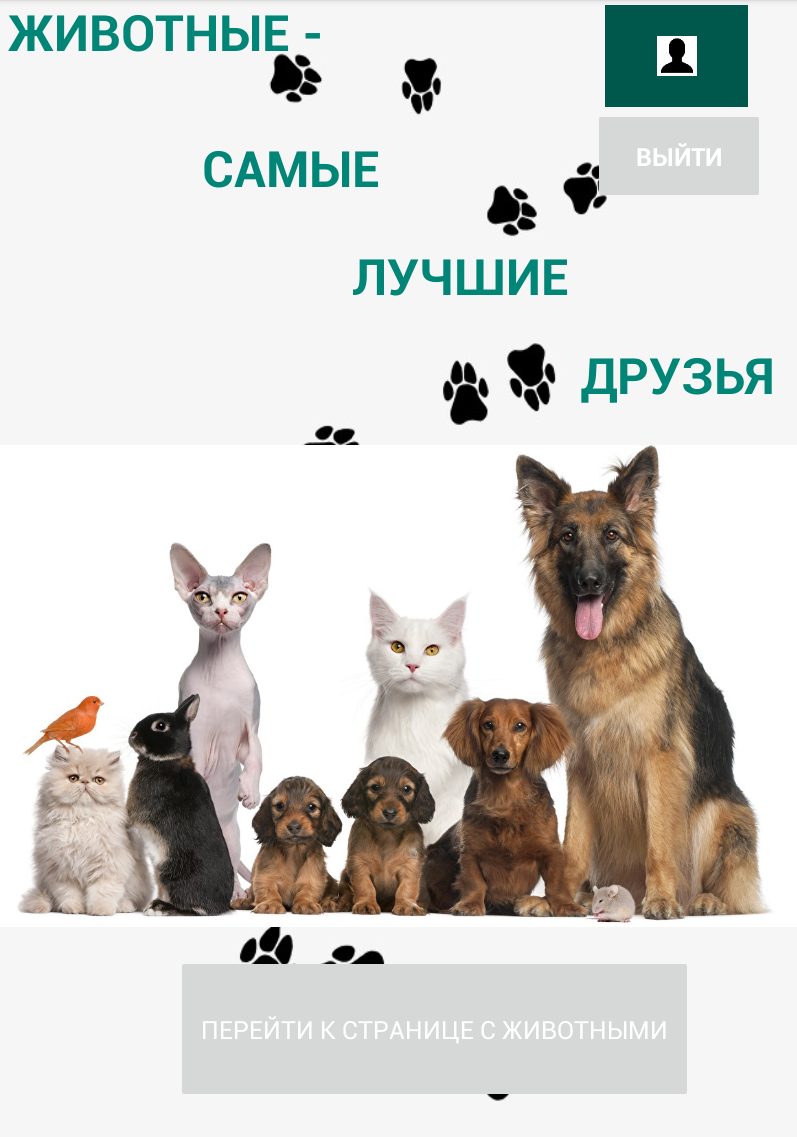 ЖИВОТНЫЕ -
ВЫЙТИ
САМЫЕ
ЛУЧШИЕ
ДРУЗЬЯ
ПЕРЕЙТИ К СТРАНИЦЕ С ЖИВОТНЫМИ